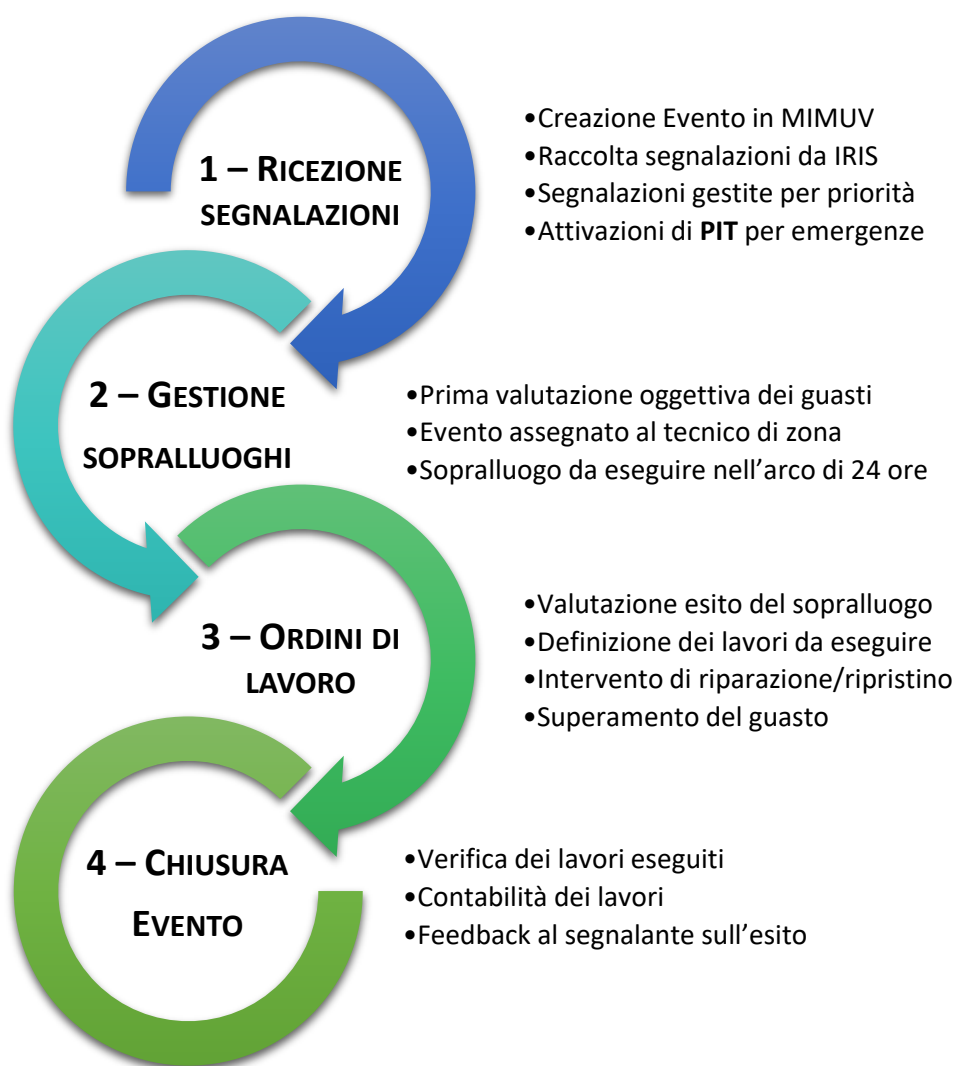 1 – RICEZIONE
SEGNALAZIONI
•Creazione Evento in MIMUV
•Raccolta segnalazioni da IRIS
•Segnalazioni gestite per priorità
•Attivazioni di PIT per emergenze
2 – GESTIONE
SOPRALLUOGHI
•Prima valutazione oggettiva dei guasti
•Evento assegnato al tecnico di zona
•Sopralluogo da eseguire nell’arco di 24 ore
3 – ORDINI DI
LAVORO
•Valutazione esito del sopralluogo
•Definizione dei lavori da eseguire
•Intervento di riparazione/ripristino
•Superamento del guasto
4 – CHIUSURA
EVENTO
•Verifica dei lavori eseguiti
•Contabilità dei lavori
•Feedback al segnalante sull’esito